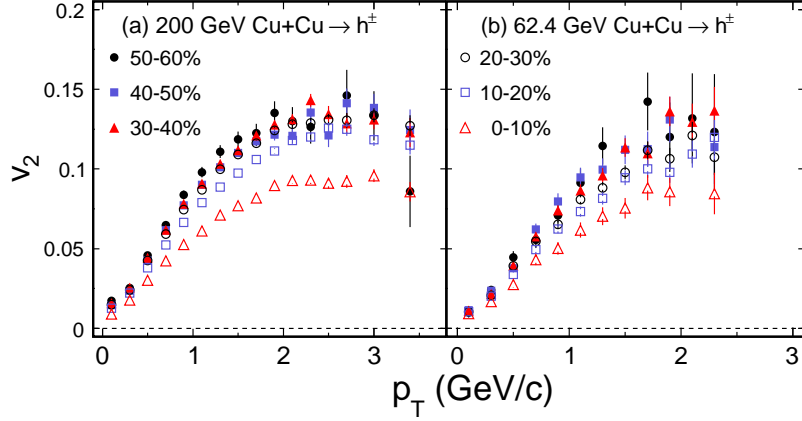 (a) 200 GeV Cu+Cu → h±
(b) 62.4 GeV Cu+Cu → h±
50-60%
40-50%
30-40%
20-30%
10-20%
0-10%
v2
0.2
0.15
0.1
0.05
0
0 1 2 3 4
0 1 2 3
pT (GeV/c)